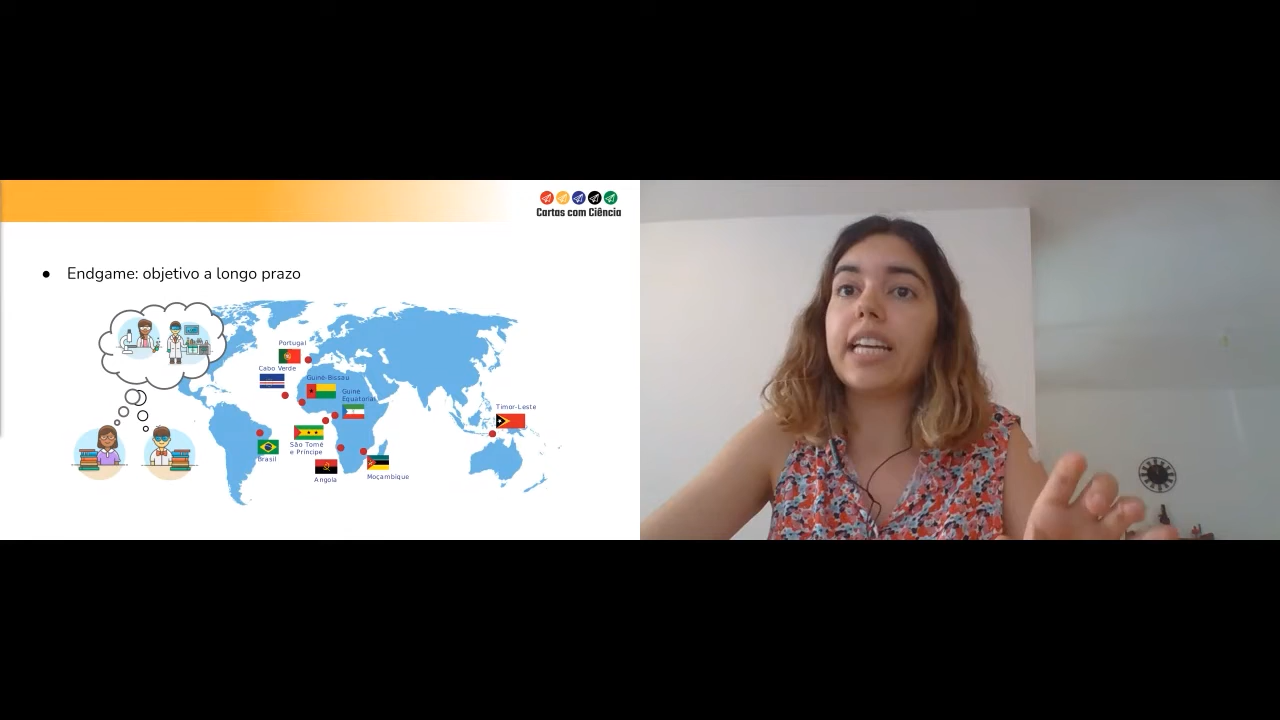 Cartas com Ciência
● Endgame: objetivo a longo prazo
Portugal
Cabo Verde
Guiné-Bissau
Guiné
Equatorial
Timor-Leste
São Tomé
e Príncipe
Brasil
Angola
Moçambique